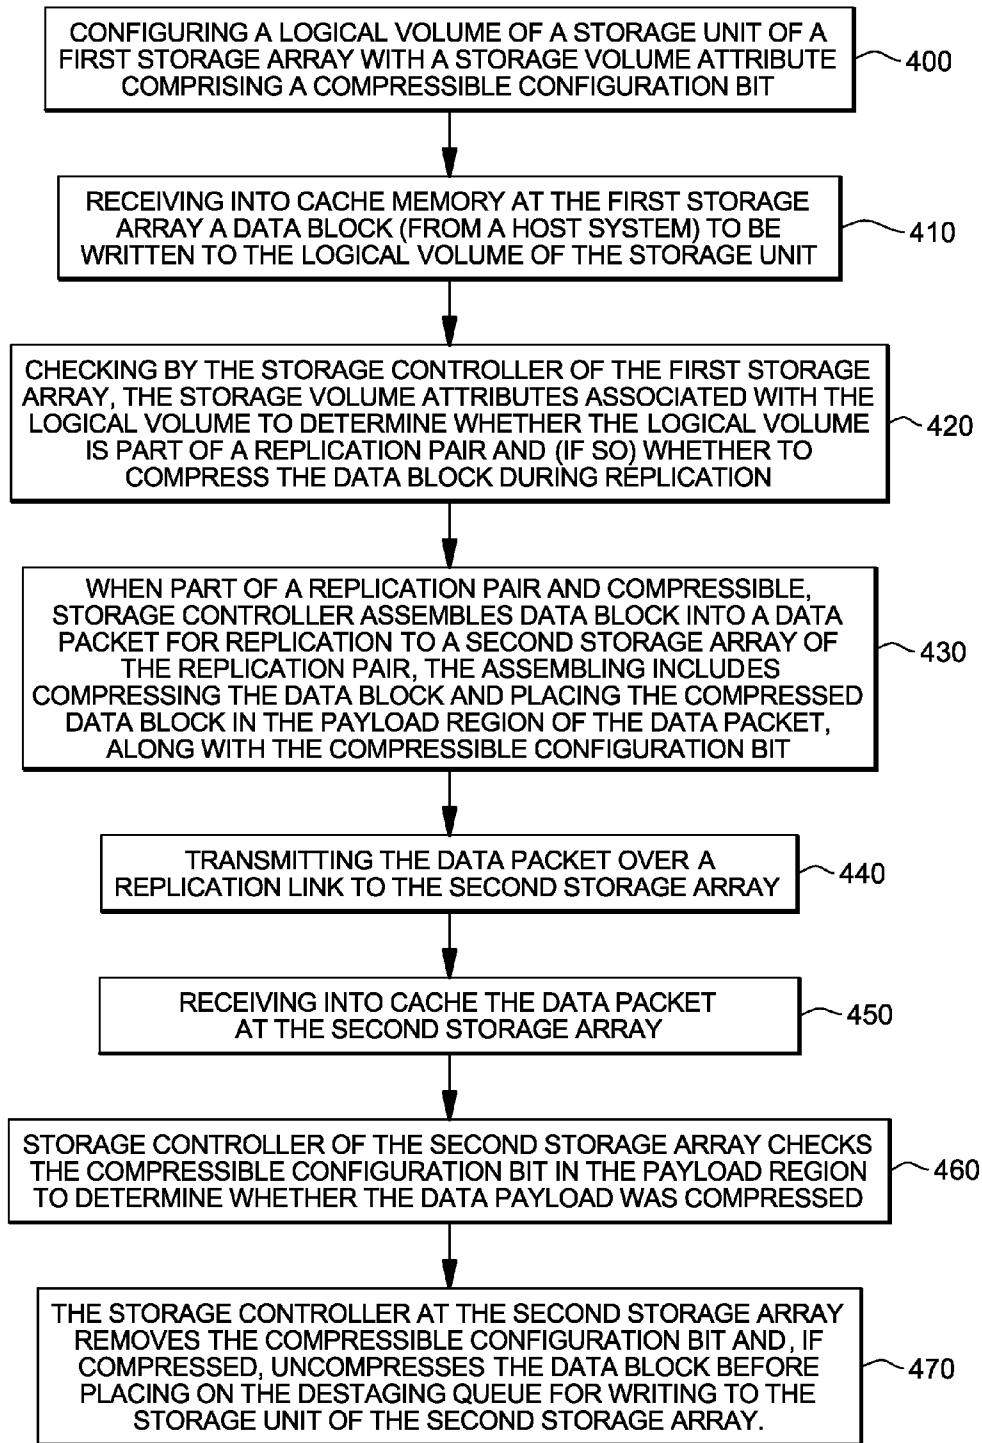 CONFIGURING A LOGICAL VOLUME OF A STORAGE UNIT OF A
FIRST STORAGE ARRAY WITH A STORAGE VOLUME ATTRIBUTE
COMPRISING A COMPRESSIBLE CONFIGURATION BIT
400
RECEIVING INTO CACHE MEMORY AT THE FIRST STORAGE
ARRAY A DATA BLOCK (FROM A HOST SYSTEM) TO BE
WRITTEN TO THE LOGICAL VOLUME OF THE STORAGE UNIT
410
CHECKING BY THE STORAGE CONTROLLER OF THE FIRST STORAGE
ARRAY, THE STORAGE VOLUME ATTRIBUTES ASSOCIATED WITH THE
LOGICAL VOLUME TO DETERMINE WHETHER THE LOGICAL VOLUME
IS PART OF A REPLICATION PAIR AND (IF SO) WHETHER TO
COMPRESS THE DATA BLOCK DURING REPLICATION
420
WHEN PART OF A REPLICATION PAIR AND COMPRESSIBLE,
STORAGE CONTROLLER ASSEMBLES DATA BLOCK INTO A DATA
PACKET FOR REPLICATION TO A SECOND STORAGE ARRAY OF
THE REPLICATION PAIR, THE ASSEMBLING INCLUDES
COMPRESSING THE DATA BLOCK AND PLACING THE COMPRESSED
DATA BLOCK IN THE PAYLOAD REGION OF THE DATA PACKET,
ALONG WITH THE COMPRESSIBLE CONFIGURATION BIT
430
TRANSMITTING THE DATA PACKET OVER A
REPLICATION LINK TO THE SECOND STORAGE ARRAY
440
RECEIVING INTO CACHE THE DATA PACKET
AT THE SECOND STORAGE ARRAY
450
STORAGE CONTROLLER OF THE SECOND STORAGE ARRAY CHECKS
THE COMPRESSIBLE CONFIGURATION BIT IN THE PAYLOAD REGION
TO DETERMINE WHETHER THE DATA PAYLOAD WAS COMPRESSED
460
THE STORAGE CONTROLLER AT THE SECOND STORAGE ARRAY
REMOVES THE COMPRESSIBLE CONFIGURATION BIT AND, IF
COMPRESSED, UNCOMPRESSES THE DATA BLOCK BEFORE
PLACING ON THE DESTAGING QUEUE FOR WRITING TO THE
STORAGE UNIT OF THE SECOND STORAGE ARRAY.
470